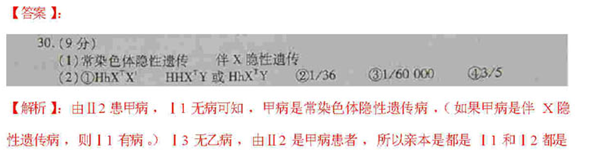 【答案】：
30.(9分)
(1)常染色体隐性遗传 伴X隐性遗传
(2)①HhXᵀXᵗ HHXᵀY或HhXᵀY ②1/36 ③1/60 000 ④3/5
【解析】：由Ⅱ2患甲病，Ⅰ1无病可知，甲病是常染色体隐性遗传病，（如果甲病是伴 X隐
性遗传病，则Ⅰ1有病。）Ⅰ3无乙病，由Ⅱ2是甲病患者，所以亲本是都是 Ⅰ1和Ⅰ2都是